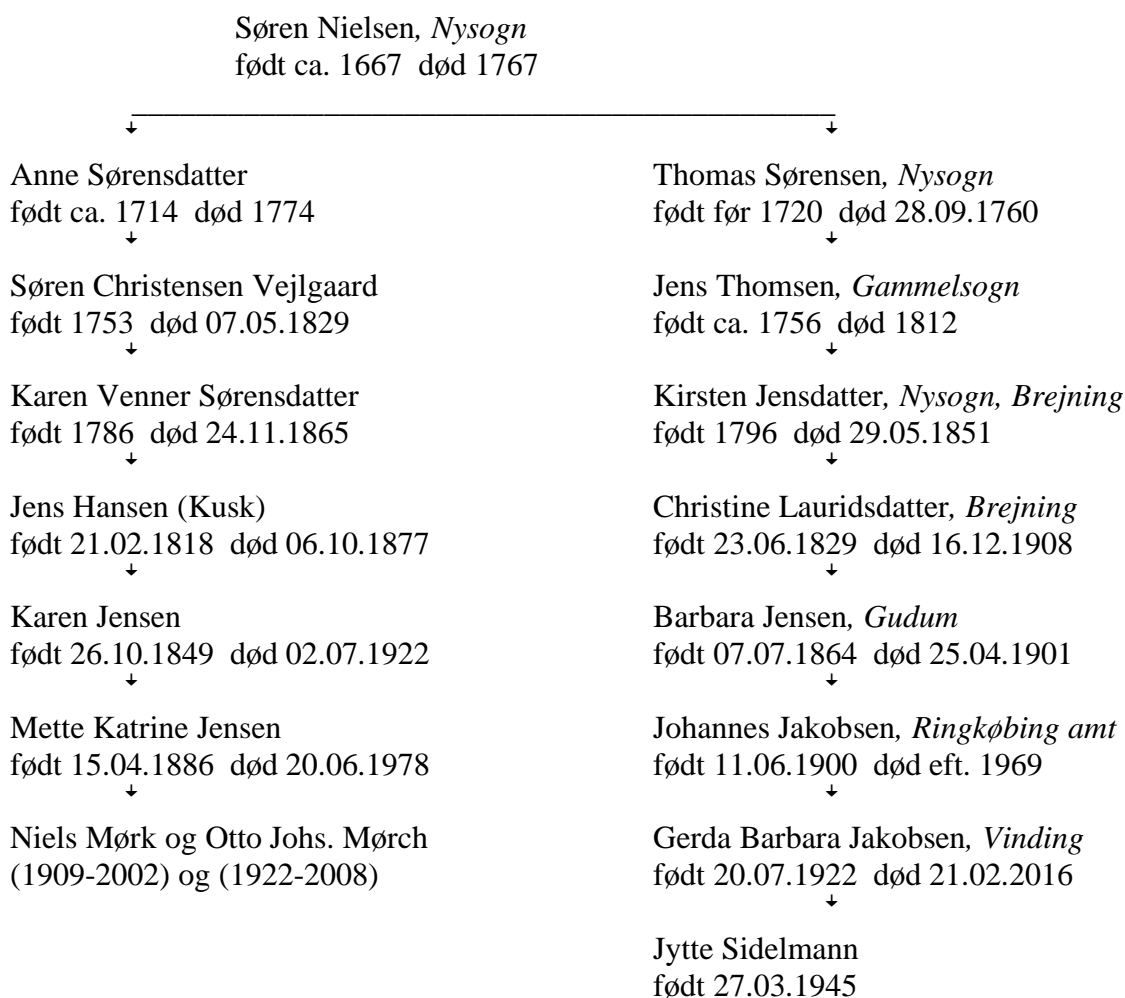 Søren Nielsen, Nysogn
født ca. 1667 død 1767
Anne Sørensdatter
født ca. 1714 død 1774
Thomas Sørensen, Nysogn
født før 1720 død 28.09.1760
Søren Christensen Vejlgaard
født 1753 død 07.05.1829
Jens Thomsen, Gammelsogn
født ca. 1756 død 1812
Karen Venner Sørensdatter
født 1786 død 24.11.1865
Kirsten Jensdatter, Nysogn, Brejning
født 1796 død 29.05.1851
Jens Hansen (Kusk)
født 21.02.1818 død 06.10.1877
Christine Lauridsdatter, Brejning
født 23.06.1829 død 16.12.1908
Karen Jensen
født 26.10.1849 død 02.07.1922
Barbara Jensen, Gudum
født 07.07.1864 død 25.04.1901
Mette Katrine Jensen
født 15.04.1886 død 20.06.1978
Johannes Jakobsen, Ringkøbing amt
født 11.06.1900 død eft. 1969
Niels Mørk og Otto Johs. Mørch
(1909-2002) og (1922-2008)
Gerda Barbara Jakobsen, Vinding
født 20.07.1922 død 21.02.2016
Jytte Sidelmann
født 27.03.1945